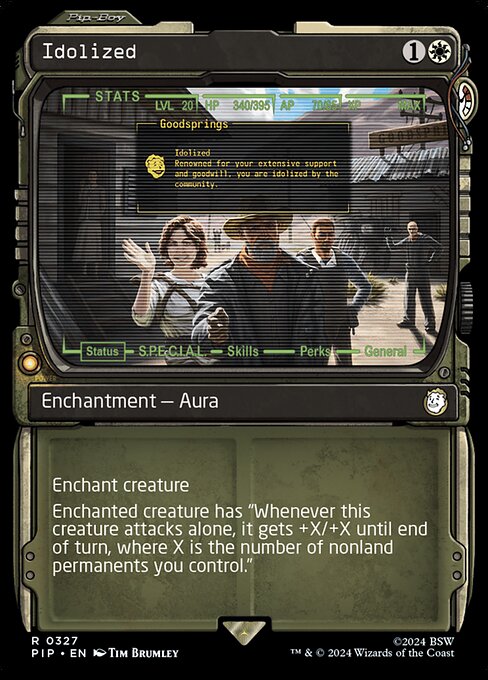 Pip-Boy
Idolized 1
STATS
LVL 20 HP 340/395 AP 70/85 XP MAX
Goodsprings
Idolized
Renowned for your extensive support
and goodwill, you are idolized by the
community.
Status S.P.E.C.I.A.L. Skills Perks General
Enchantment — Aura
Enchant creature
Enchanted creature has "Whenever this
creature attacks alone, it gets +X/+X until end
of turn, where X is the number of nonland
permanents you control."
R 0327
PIP • EN Tim Brumley
©2024 BSW
™ & © 2024 Wizards of the Coast